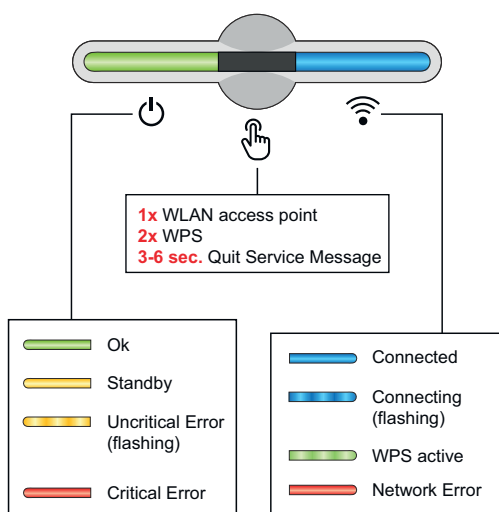 1x WLAN access point
2x WPS
3-6 sec. Quit Service Message
Ok
Standby
Uncritical Error
(flashing)
Critical Error
Connected
Connecting
(flashing)
WPS active
Network Error